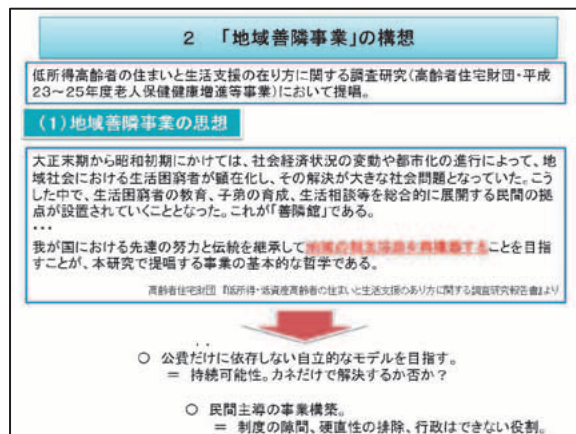 2 「地域善隣事業」の構想
低所得高齢者の住まいと生活支援の在り方に関する調査研究(高齢者住宅財団・平成
23～25年度老人保健健康増進等事業)において提唱。
(1)地域善隣事業の思想
大正末期から昭和初期にかけては、社会経済状況の変動や都市化の進行によって、地
域社会における生活困窮者が顕在化し、その解決が大きな社会問題となっていた。こう
した中で、生活困窮者の教育、子弟の育成、生活相談等を総合的に展開する民間の拠
点が設置されていくこととなった。これが「善隣館」である。
…
我が国における先達の努力と伝統を継承して地域の相互扶助を再構築することを目指
すことが、本研究で提唱する事業の基本的な哲学である。
高齢者住宅財団 『低所得・低資産高齢者の住まいと生活支援のあり方に関する調査研究報告書』より
○ 公費だけに依存しない自立的なモデルを目指す。
＝ 持続可能性。カネだけで解決するか否か？
○ 民間主導の事業構築。
＝ 制度の隙間、硬直性の排除、行政はできない役割。